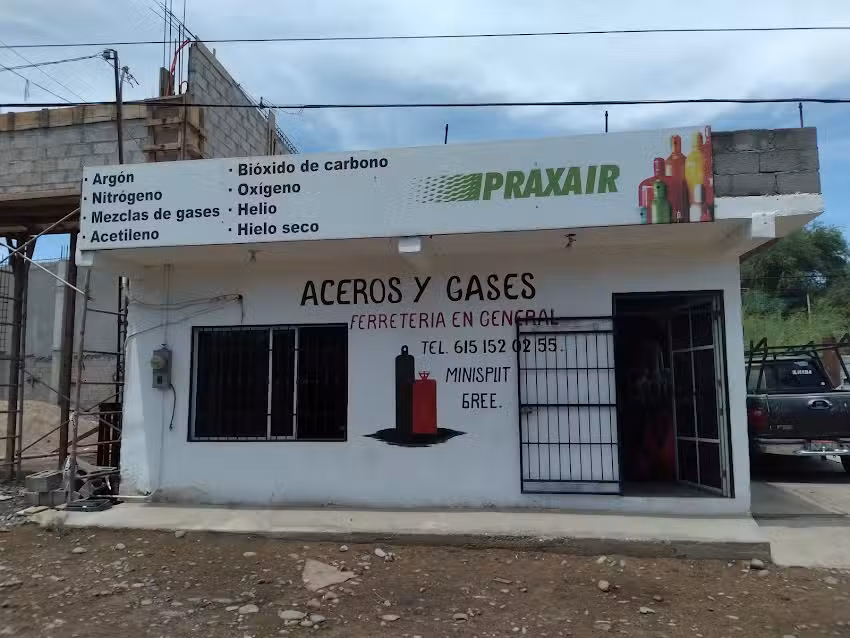 · Argón
· Nitrógeno
· Mezclas de gases
· Acetileno
· Bióxido de carbono
· Oxígeno
· Helio
· Hielo seco
PRAXAIR
ACEROS Y GASES
FERRETERIA EN GENERAL
TEL. 615 152 02 55.
MINISPLIT
GREE.